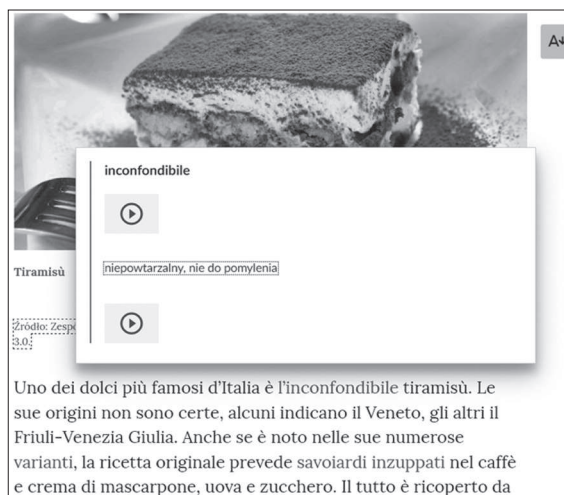 A
inconfondibile
niepowtarzalny, nie do pomylenia
Tiramisù
Źródło:
3.0.
Uno dei dolci più famosi d'Italia è l'inconfondibile tiramisù. Le
sue origini non sono certe, alcuni indicano il Veneto, gli altri il
Friuli-Venezia Giulia. Anche se è noto nelle sue numerose
varianti, la ricetta originale prevede savoiardi inzuppati nel caffè
e crema di mascarpone, uova e zucchero. Il tutto è ricoperto da